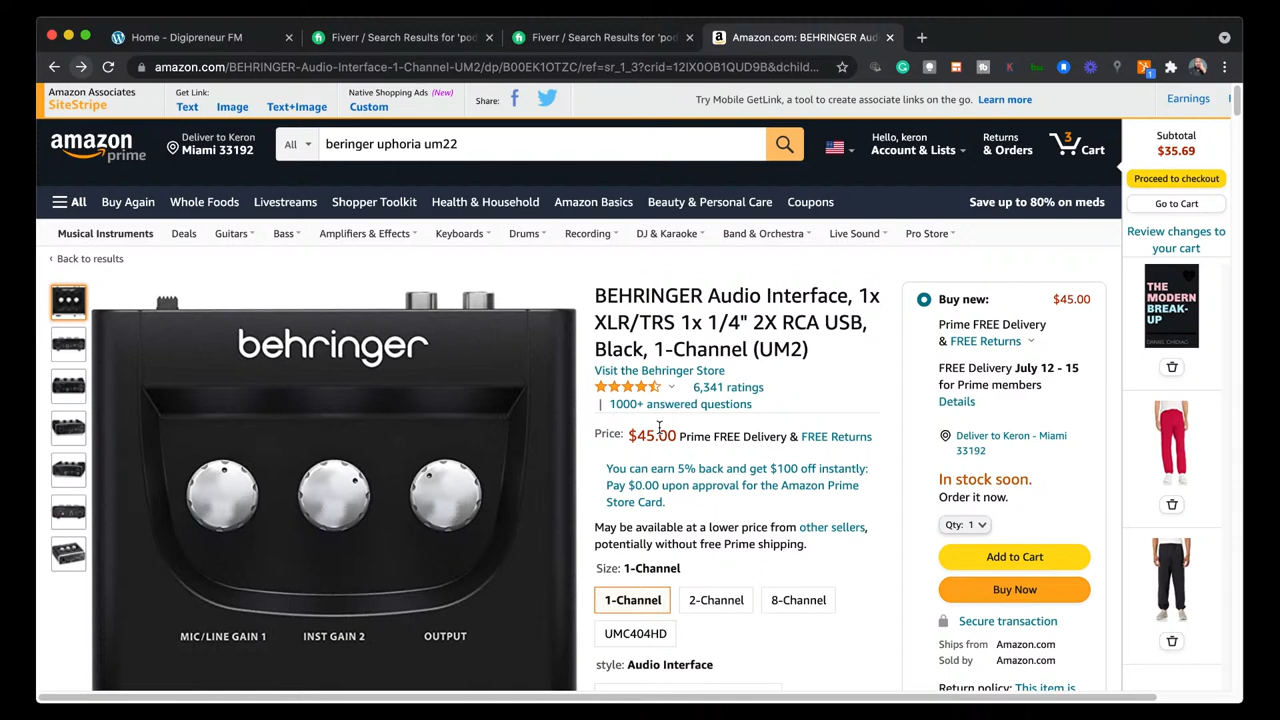 Home - Digipreneur FM
Fiverr / Search Results for 'pod
Fiverr / Search Results for 'pod
Amazon.com: BEHRINGER Aud
amazon.com/BEHRINGER-Audio-Interface-1-Channel-UM2/dp/B00EK1OTZC/ref=sr_1_3?crid=12IX0OB1QUD9B&dchild...
Amazon Associates
SiteStripe
Get Link:
Text Image Text+Image
Native Shopping Ads (New)
Custom
Share:
Try Mobile GetLink, a tool to create associate links on the go. Learn more
Earnings
amazon
prime
Deliver to Keron
Miami 33192
All
beringer uphoria um22
Hello, keron
Account & Lists
Returns
& Orders
3
Cart
Subtotal
$35.69
Proceed to checkout
Go to Cart
Review changes to
your cart
All Buy Again Whole Foods Livestreams Shopper Toolkit Health & Household Amazon Basics Beauty & Personal Care Coupons
Save up to 80% on meds
Musical Instruments Deals Guitars Bass Amplifiers & Effects Keyboards Drums Recording DJ & Karaoke Band & Orchestra Live Sound Pro Store
‹ Back to results
behringer
MIC/LINE GAIN 1 INST GAIN 2 OUTPUT
BEHRINGER Audio Interface, 1x
XLR/TRS 1x 1/4" 2X RCA USB,
Black, 1-Channel (UM2)
Visit the Behringer Store
6,341 ratings
| 1000+ answered questions
Price: $45.00 Prime FREE Delivery & FREE Returns
You can earn 5% back and get $100 off instantly:
Pay $0.00 upon approval for the Amazon Prime
Store Card.
May be available at a lower price from other sellers,
potentially without free Prime shipping.
Size: 1-Channel
1-Channel 2-Channel 8-Channel
UMC404HD
style: Audio Interface
Buy new: $45.00
Prime FREE Delivery
& FREE Returns
FREE Delivery July 12 - 15
for Prime members
Details
Deliver to Keron - Miami
33192
In stock soon.
Order it now.
Qty: 1
Add to Cart
Buy Now
Secure transaction
Ships from Amazon.com
Sold by Amazon.com
Return policy: This item is
THE
MODERN
BREAK-
UP